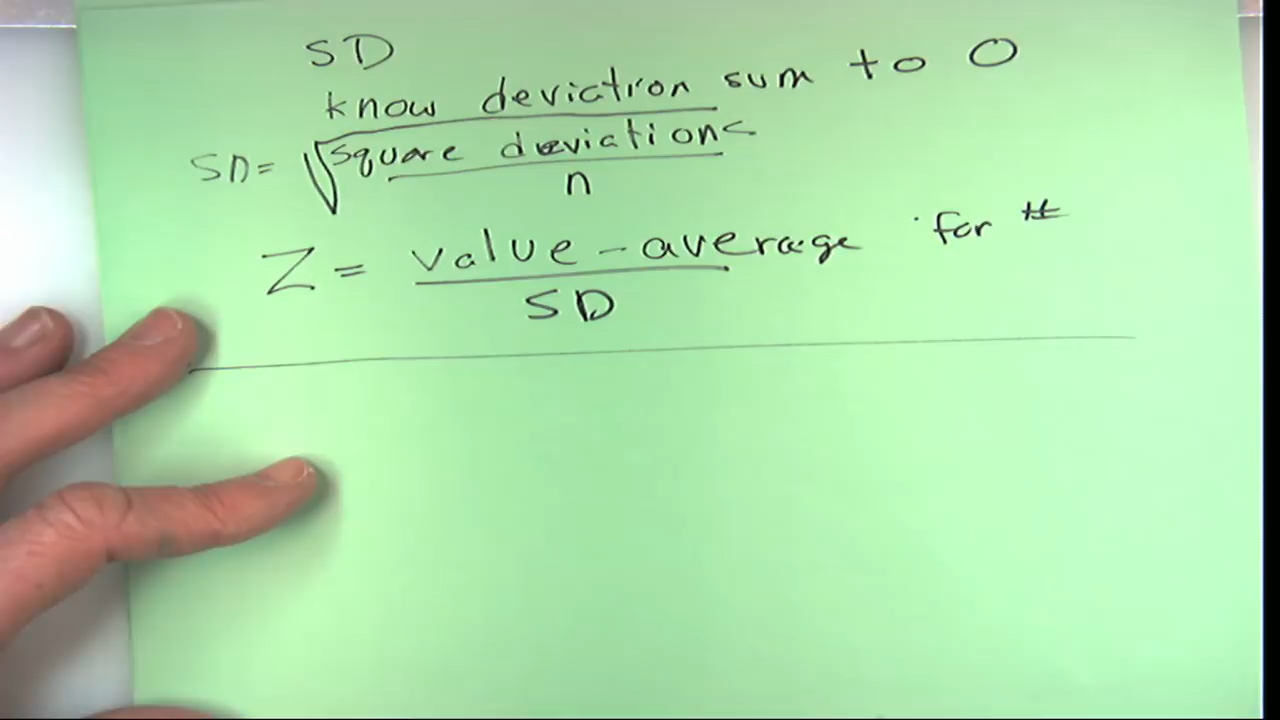 SD
know deviation sum to 0
SD = √square deviations
n
Z = value - average for #
SD